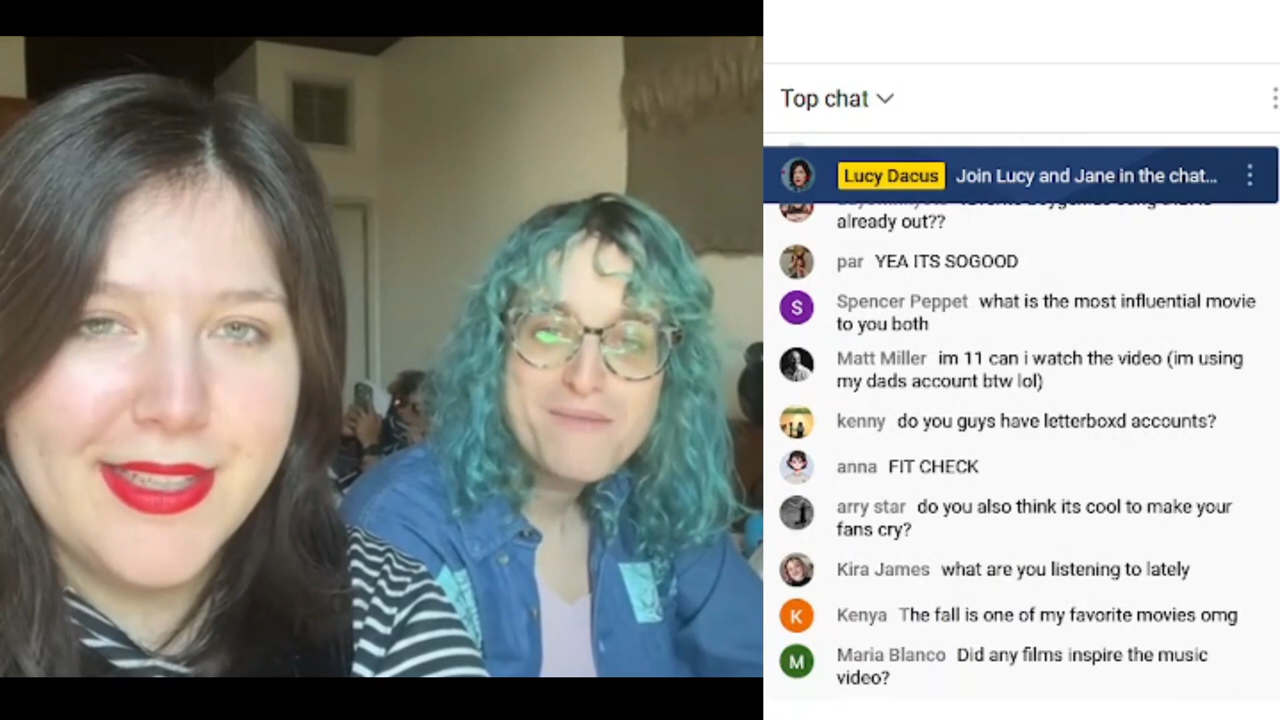 Top chat
Lucy Dacus Join Lucy and Jane in the chat...
already out??
par YEA ITS SOGOOD
S Spencer Peppet what is the most influential movie
to you both
Matt Miller im 11 can i watch the video (im using
my dads account btw lol)
kenny do you guys have letterboxd accounts?
anna FIT CHECK
arry star do you also think its cool to make your
fans cry?
Kira James what are you listening to lately
K Kenya The fall is one of my favorite movies omg
M Maria Blanco Did any films inspire the music
video?